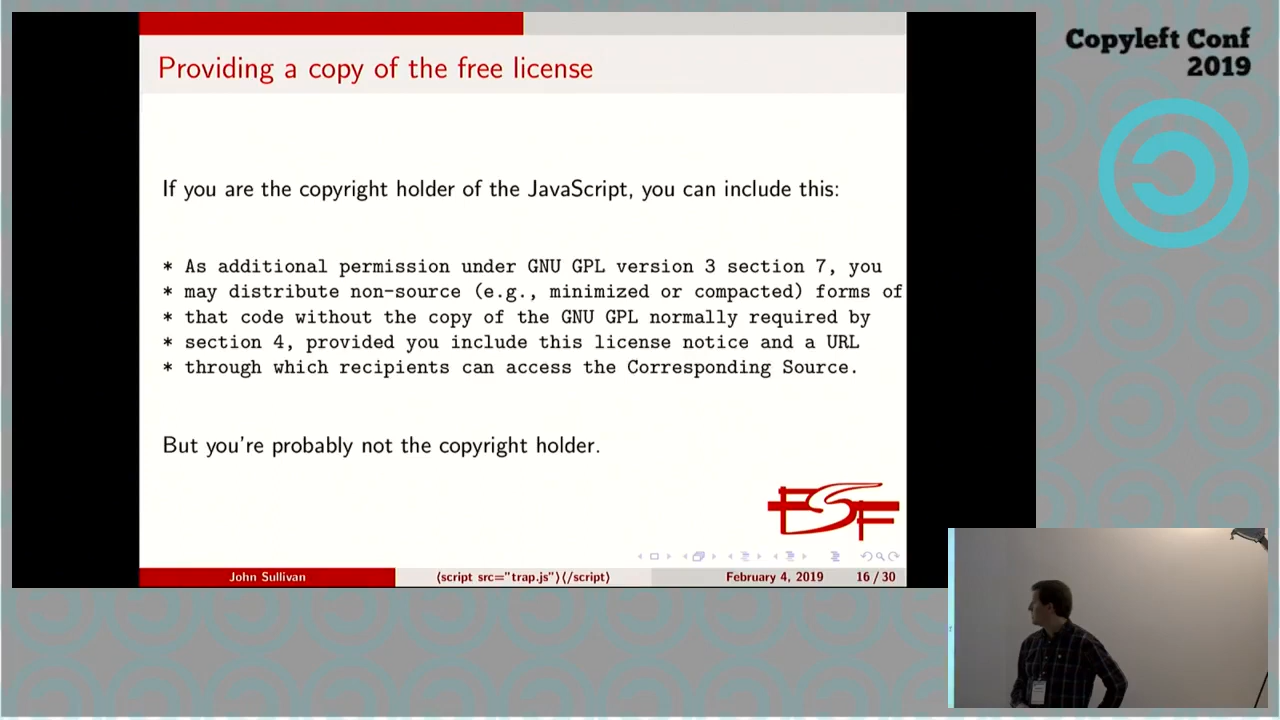 Providing a copy of the free license
If you are the copyright holder of the JavaScript, you can include this:
* As additional permission under GNU GPL version 3 section 7, you
* may distribute non-source (e.g., minimized or compacted) forms of
* that code without the copy of the GNU GPL normally required by
* section 4, provided you include this license notice and a URL
* through which recipients can access the Corresponding Source.
But you're probably not the copyright holder.
FSF
John Sullivan
⟨script src="trap.js"⟩⟨/script⟩
February 4, 2019
16 / 30
Copyleft Conf
2019